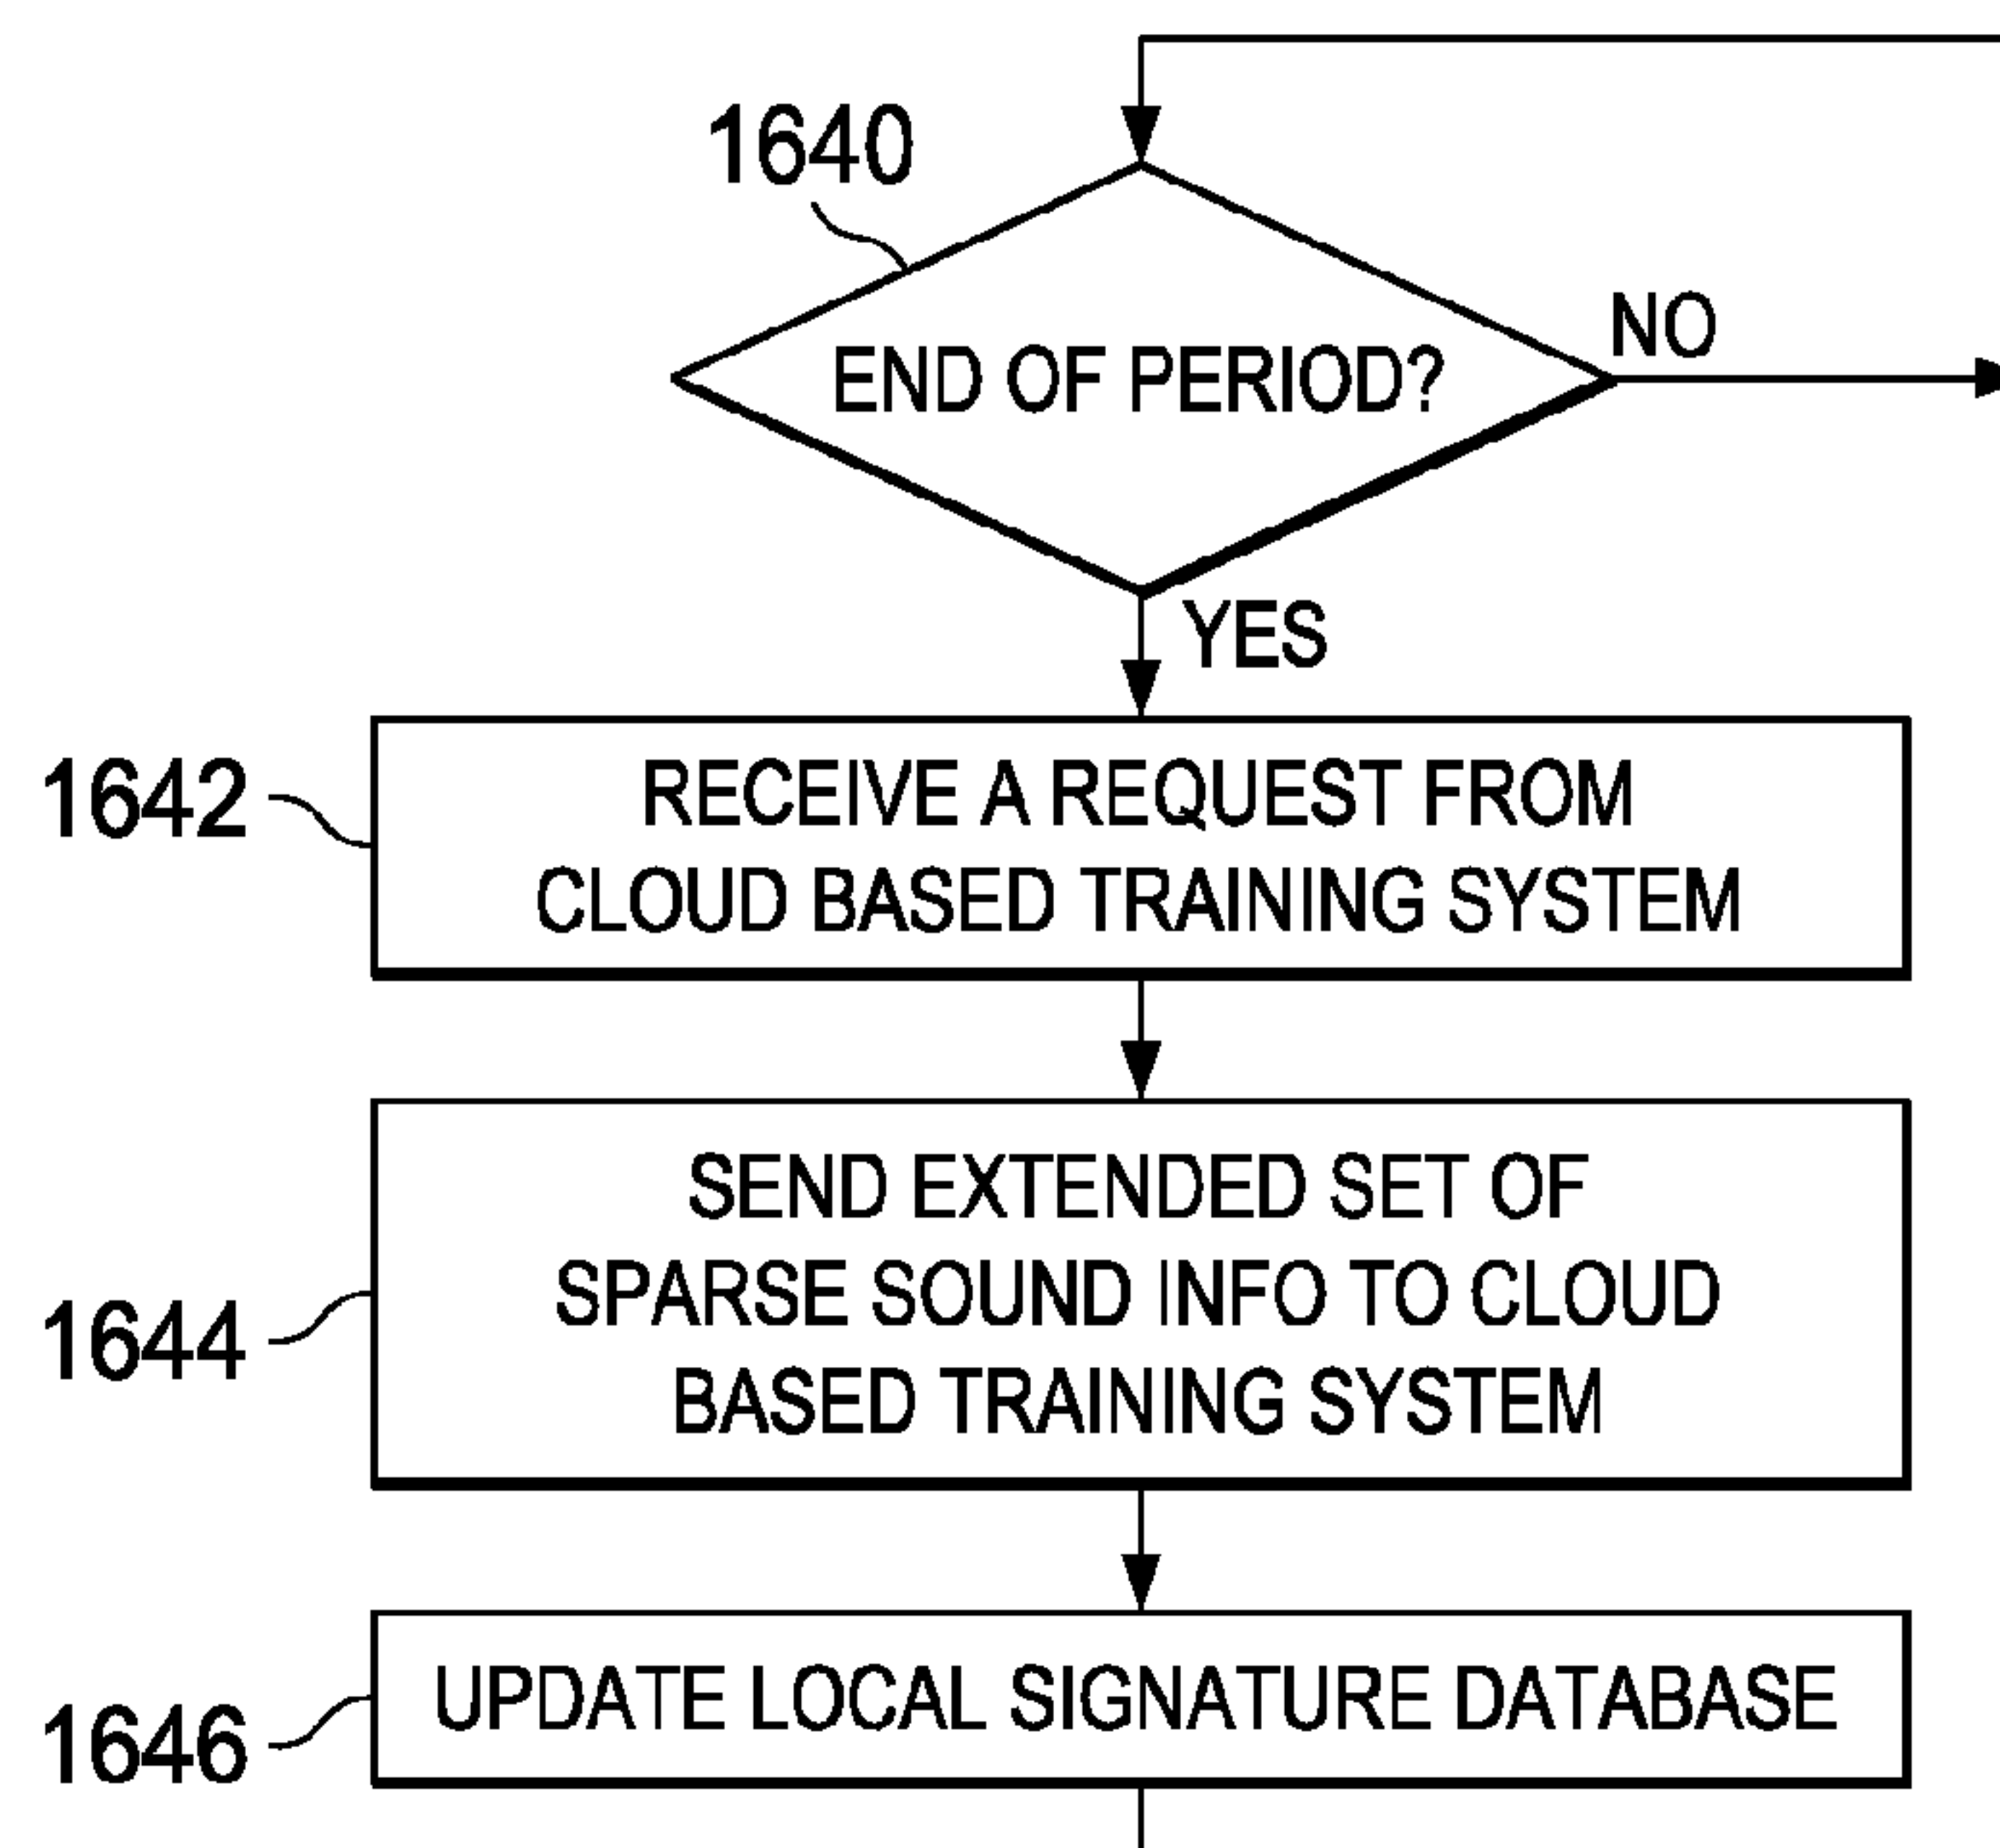 1640
END OF PERIOD?
NO
YES
1642
RECEIVE A REQUEST FROM
CLOUD BASED TRAINING SYSTEM
1644
SEND EXTENDED SET OF
SPARSE SOUND INFO TO CLOUD
BASED TRAINING SYSTEM
1646
UPDATE LOCAL SIGNATURE DATABASE